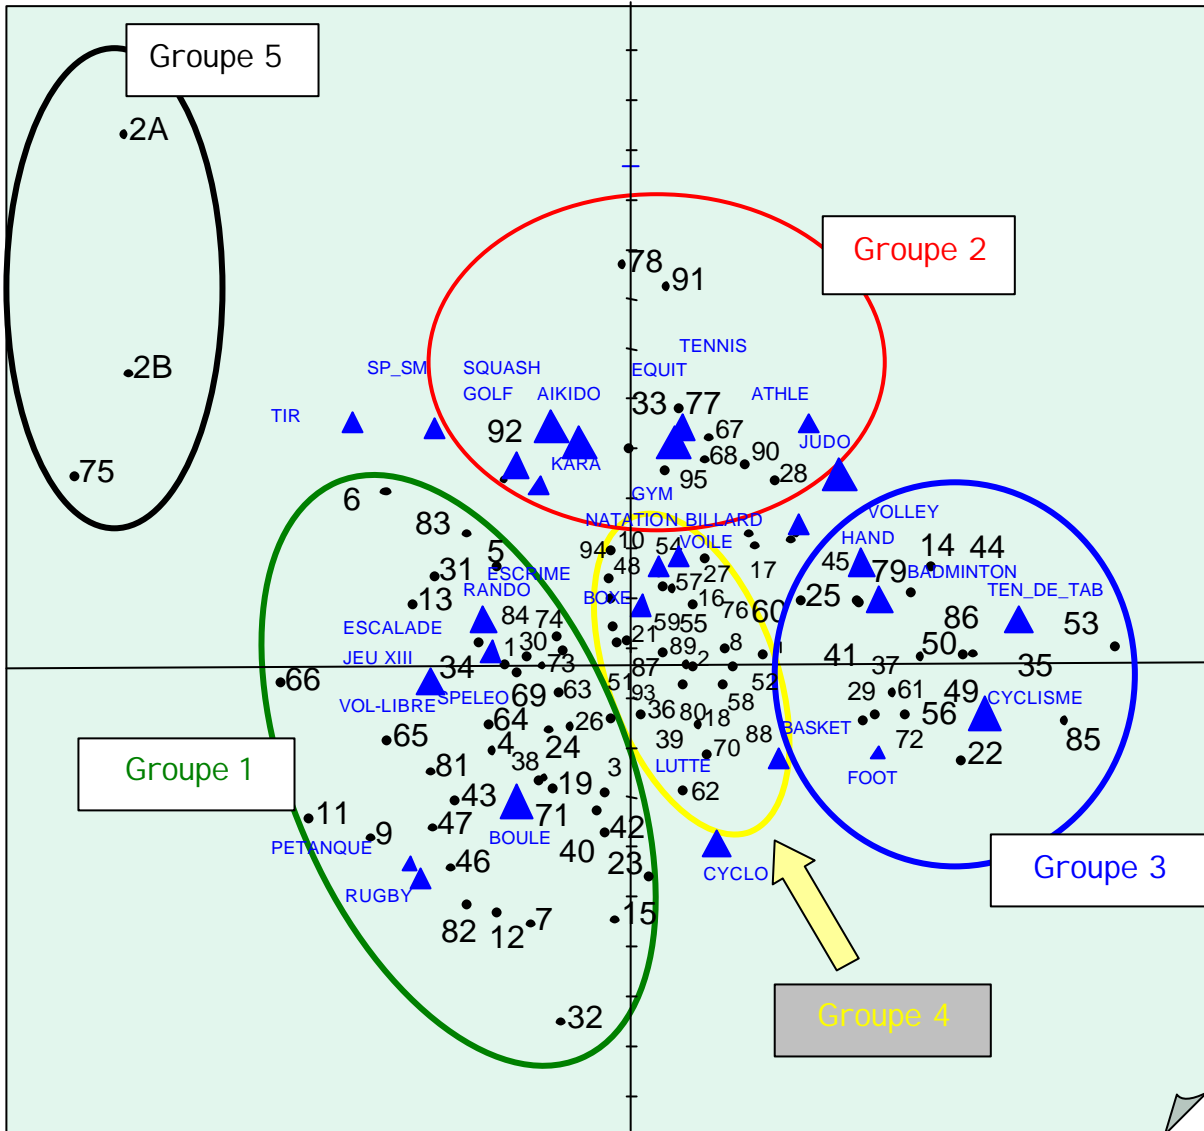 Groupe 5
2A
2B
75
Groupe 2
78
91
TENNIS
SP_SM
SQUASH
EQUIT
TIR
GOLF
AIKIDO
33
77
ATHLE
92
67
JUDO
KARA
68
90
95
28
6
GYM
83
NATATION
BILLARD
VOLLEY
5
94
10
54
VOILE
17
HAND
14
44
31
ESCRIME
48
57
27
45
79
BADMINTON
13
RANDO
BOXE
16
76
60
25
TEN_DE_TAB
ESCALADE
84
74
59
55
86
53
1
30
21
89
8
50
JEU XIII
34
73
87
2
41
37
35
66
SPELEO
69
63
51
93
58
52
29
61
49
CYCLISME
VOL-LIBRE
64
26
36
80
18
56
65
4
24
39
88
BASKET
72
85
Groupe 1
81
38
3
LUTTE
70
FOOT
22
43
19
62
11
47
71
42
9
BOULE
PETANQUE
40
46
23
CYCLO
Groupe 3
RUGBY
82
12
7
15
32
Groupe 4